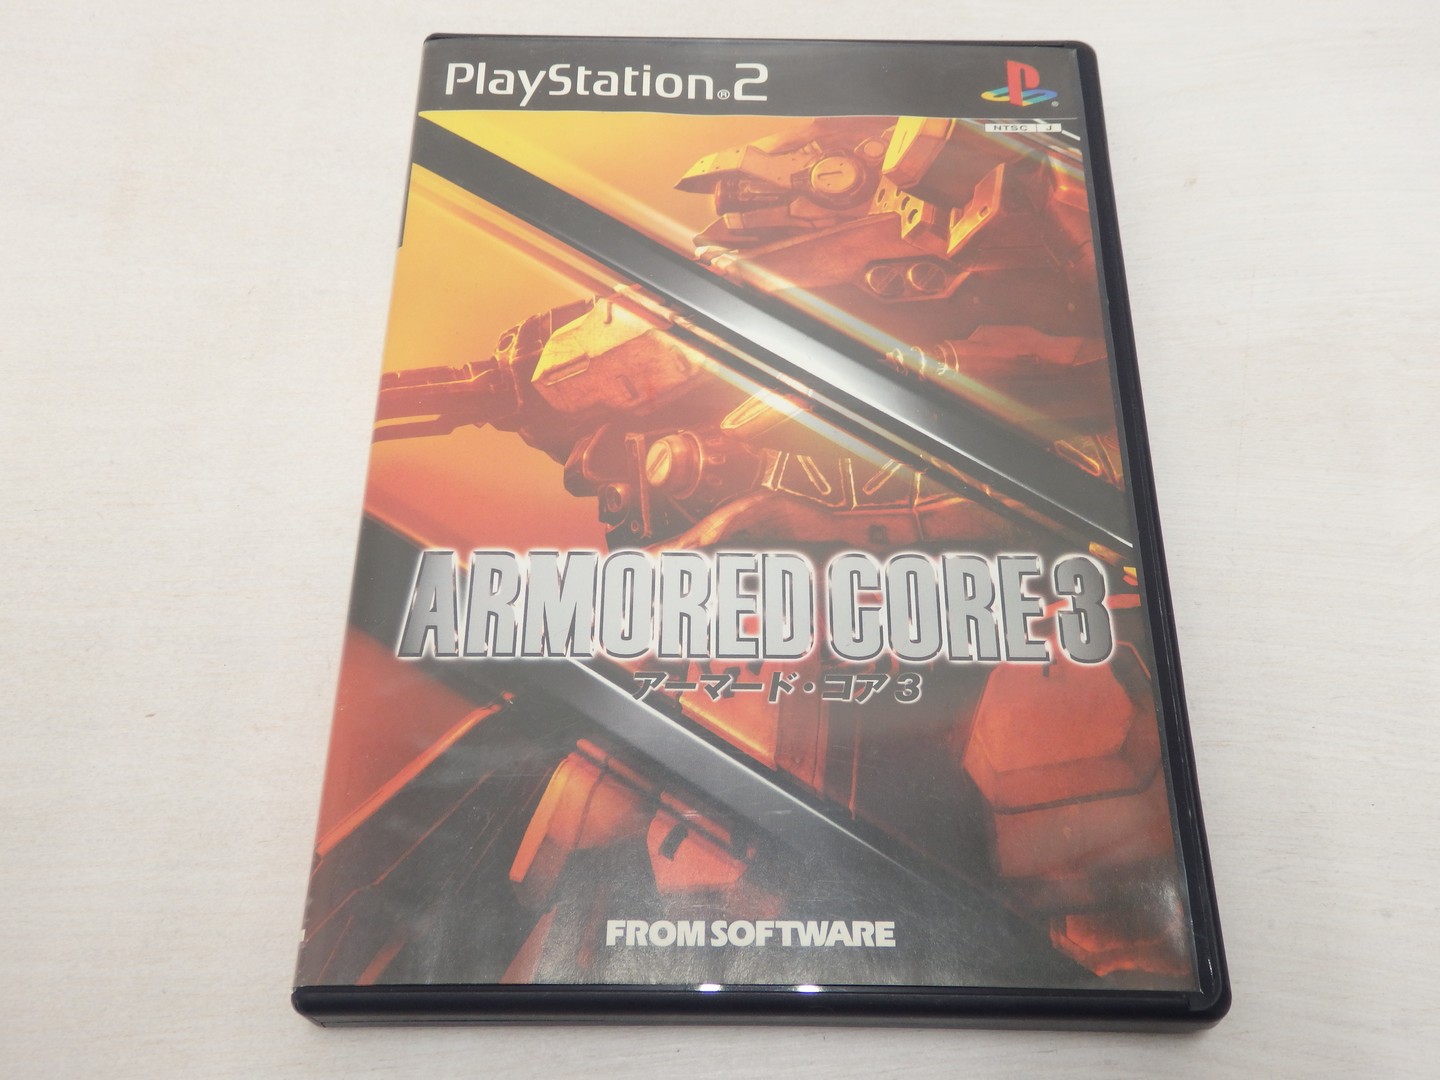 PlayStation®2
NTSC J
ARMORED CORE 3
アーマード・コア3
FROM SOFTWARE